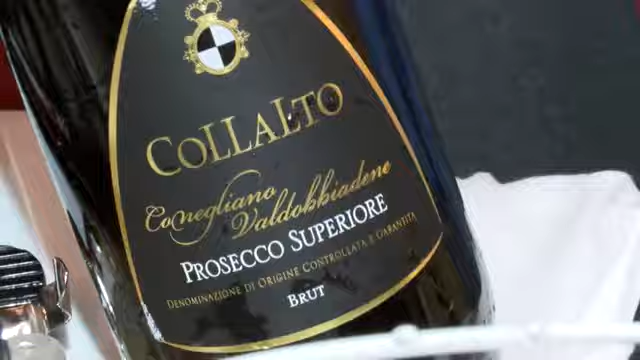 COLLALTO
Conegliano
Valdobbiadene
PROSECCO SUPERIORE
DENOMINAZIONE DI ORIGINE CONTROLLATA E GARANTITA
BRUT